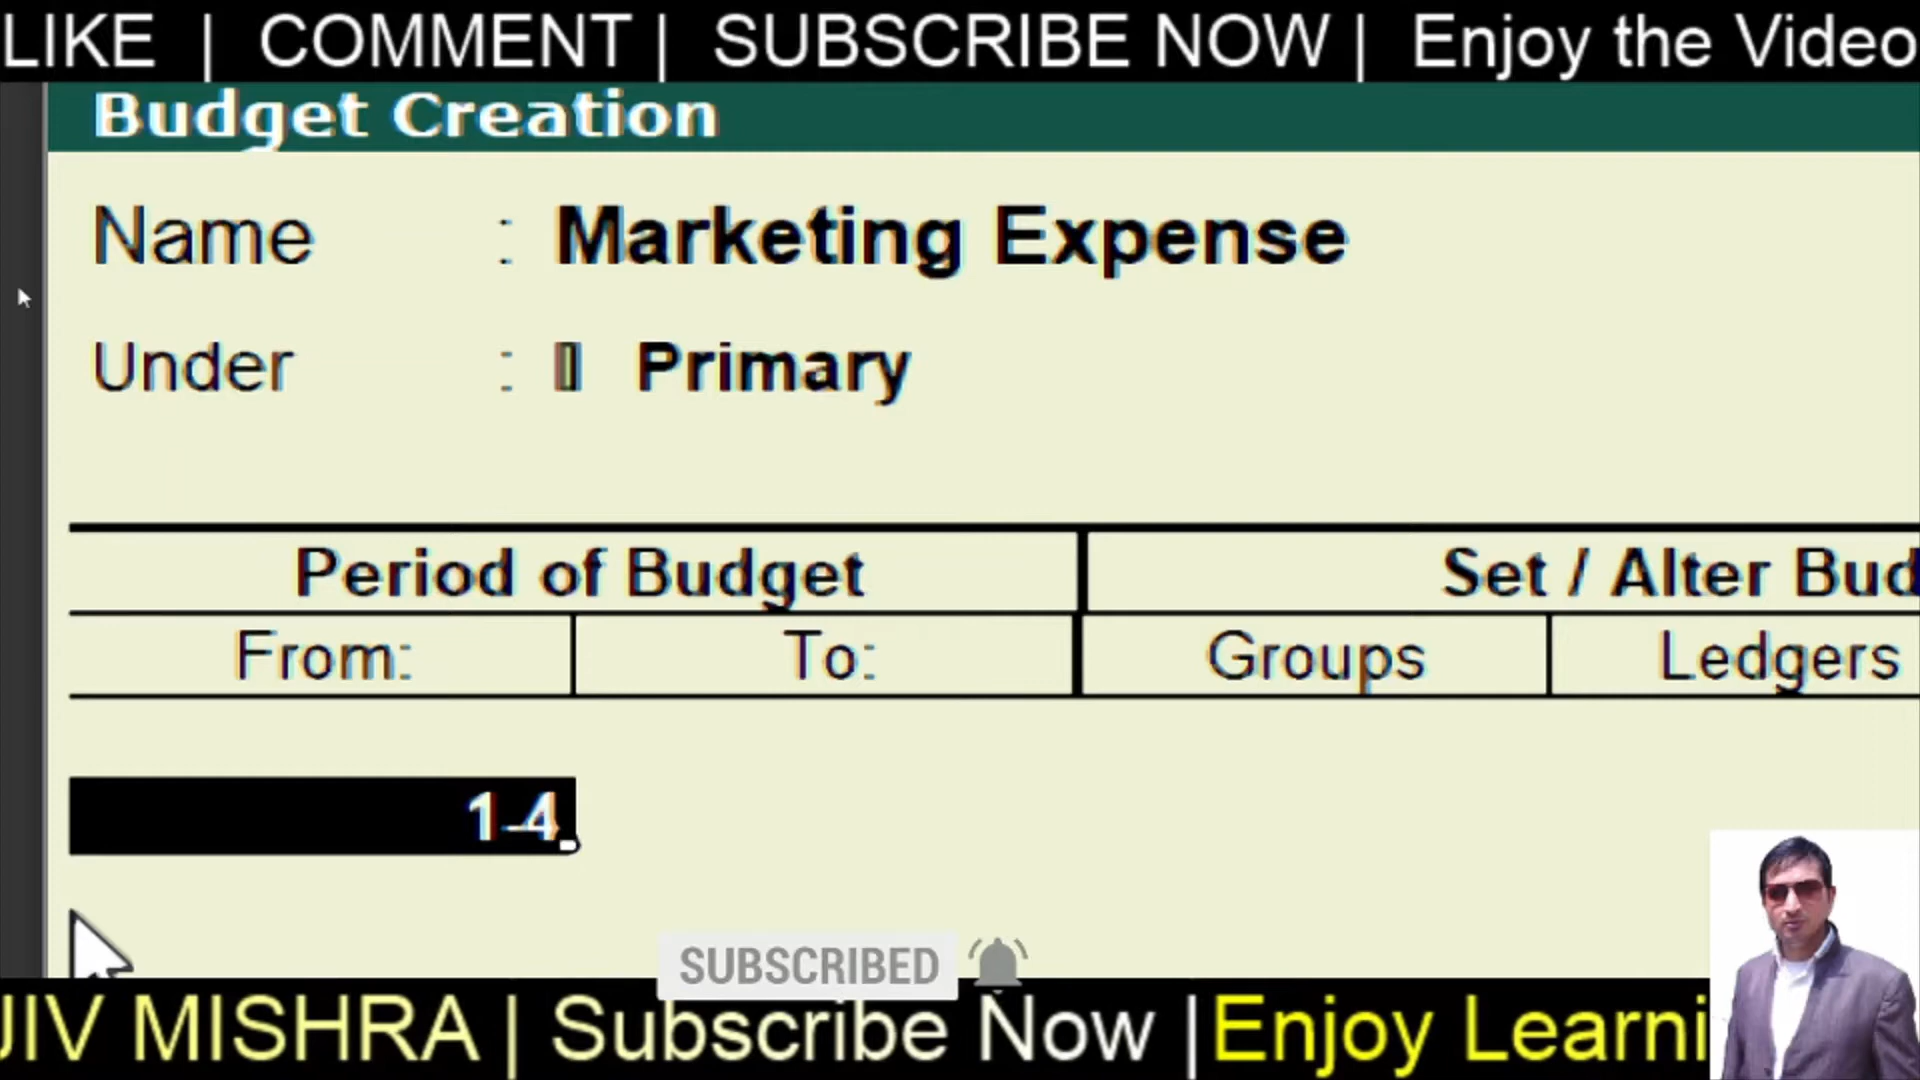 LIKE | COMMENT | SUBSCRIBE NOW | Enjoy the Video
Budget Creation
Name : Marketing Expense
Under : Primary
Period of Budget Set / Alter Bud
From: To: Groups Ledgers
1-4
SUBSCRIBED
JIV MISHRA | Subscribe Now | Enjoy Learni